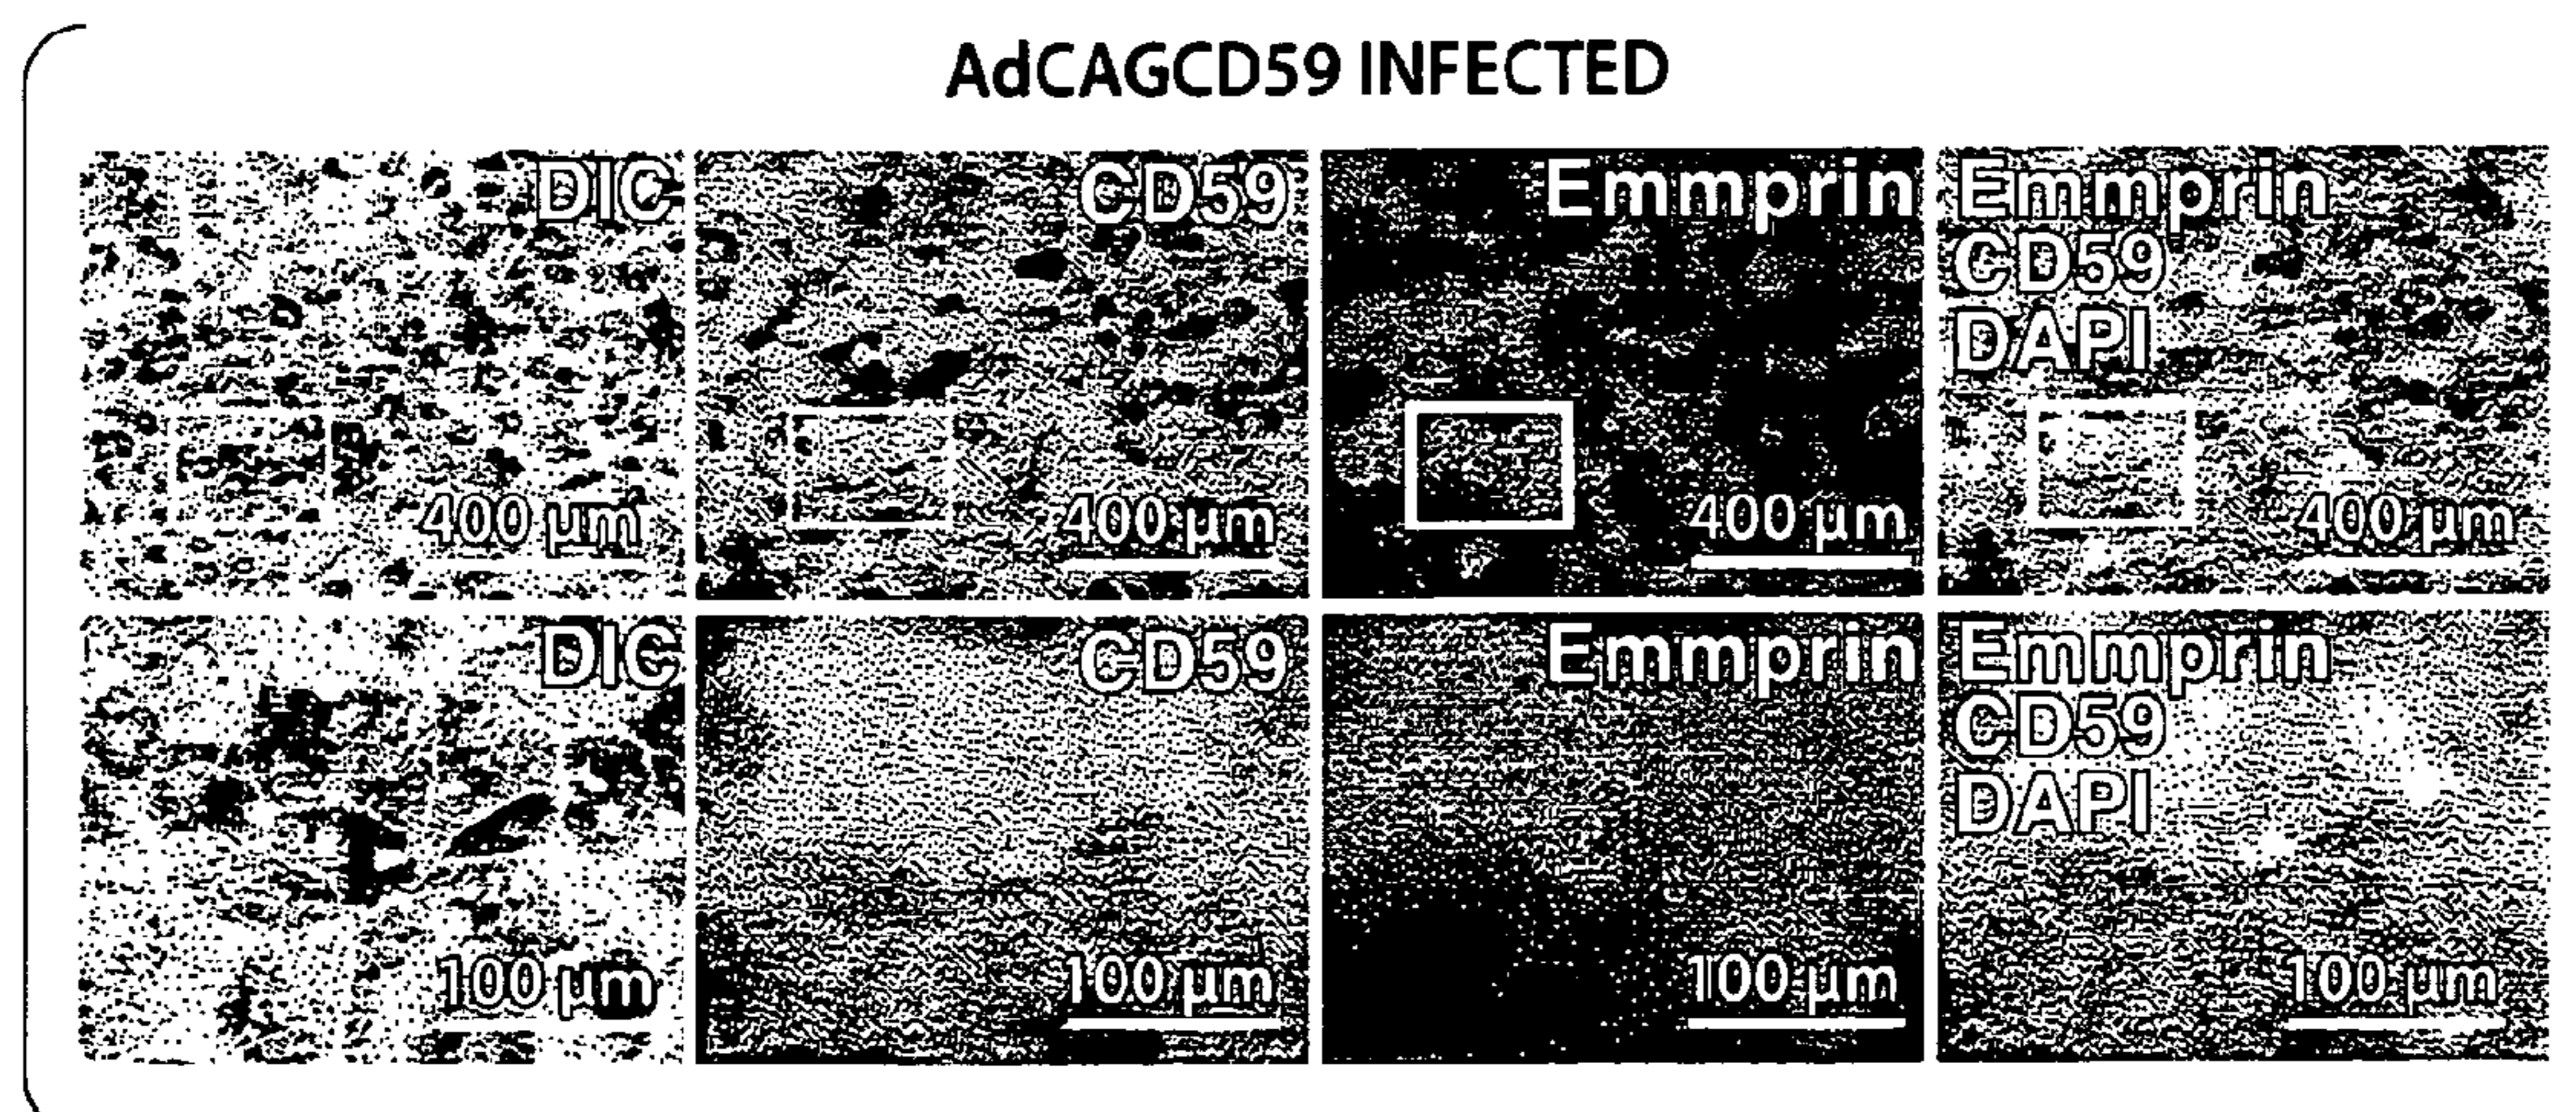 AdCAGCD59 INFECTED
DIC
CD59
Emmprin
Emmprin
CD59
DAPI
400 µm
400 µm
400 µm
400 µm
DIC
CD59
Emmprin
Emmprin
CD59
DAPI
100 µm
100 µm
100 µm
100 µm